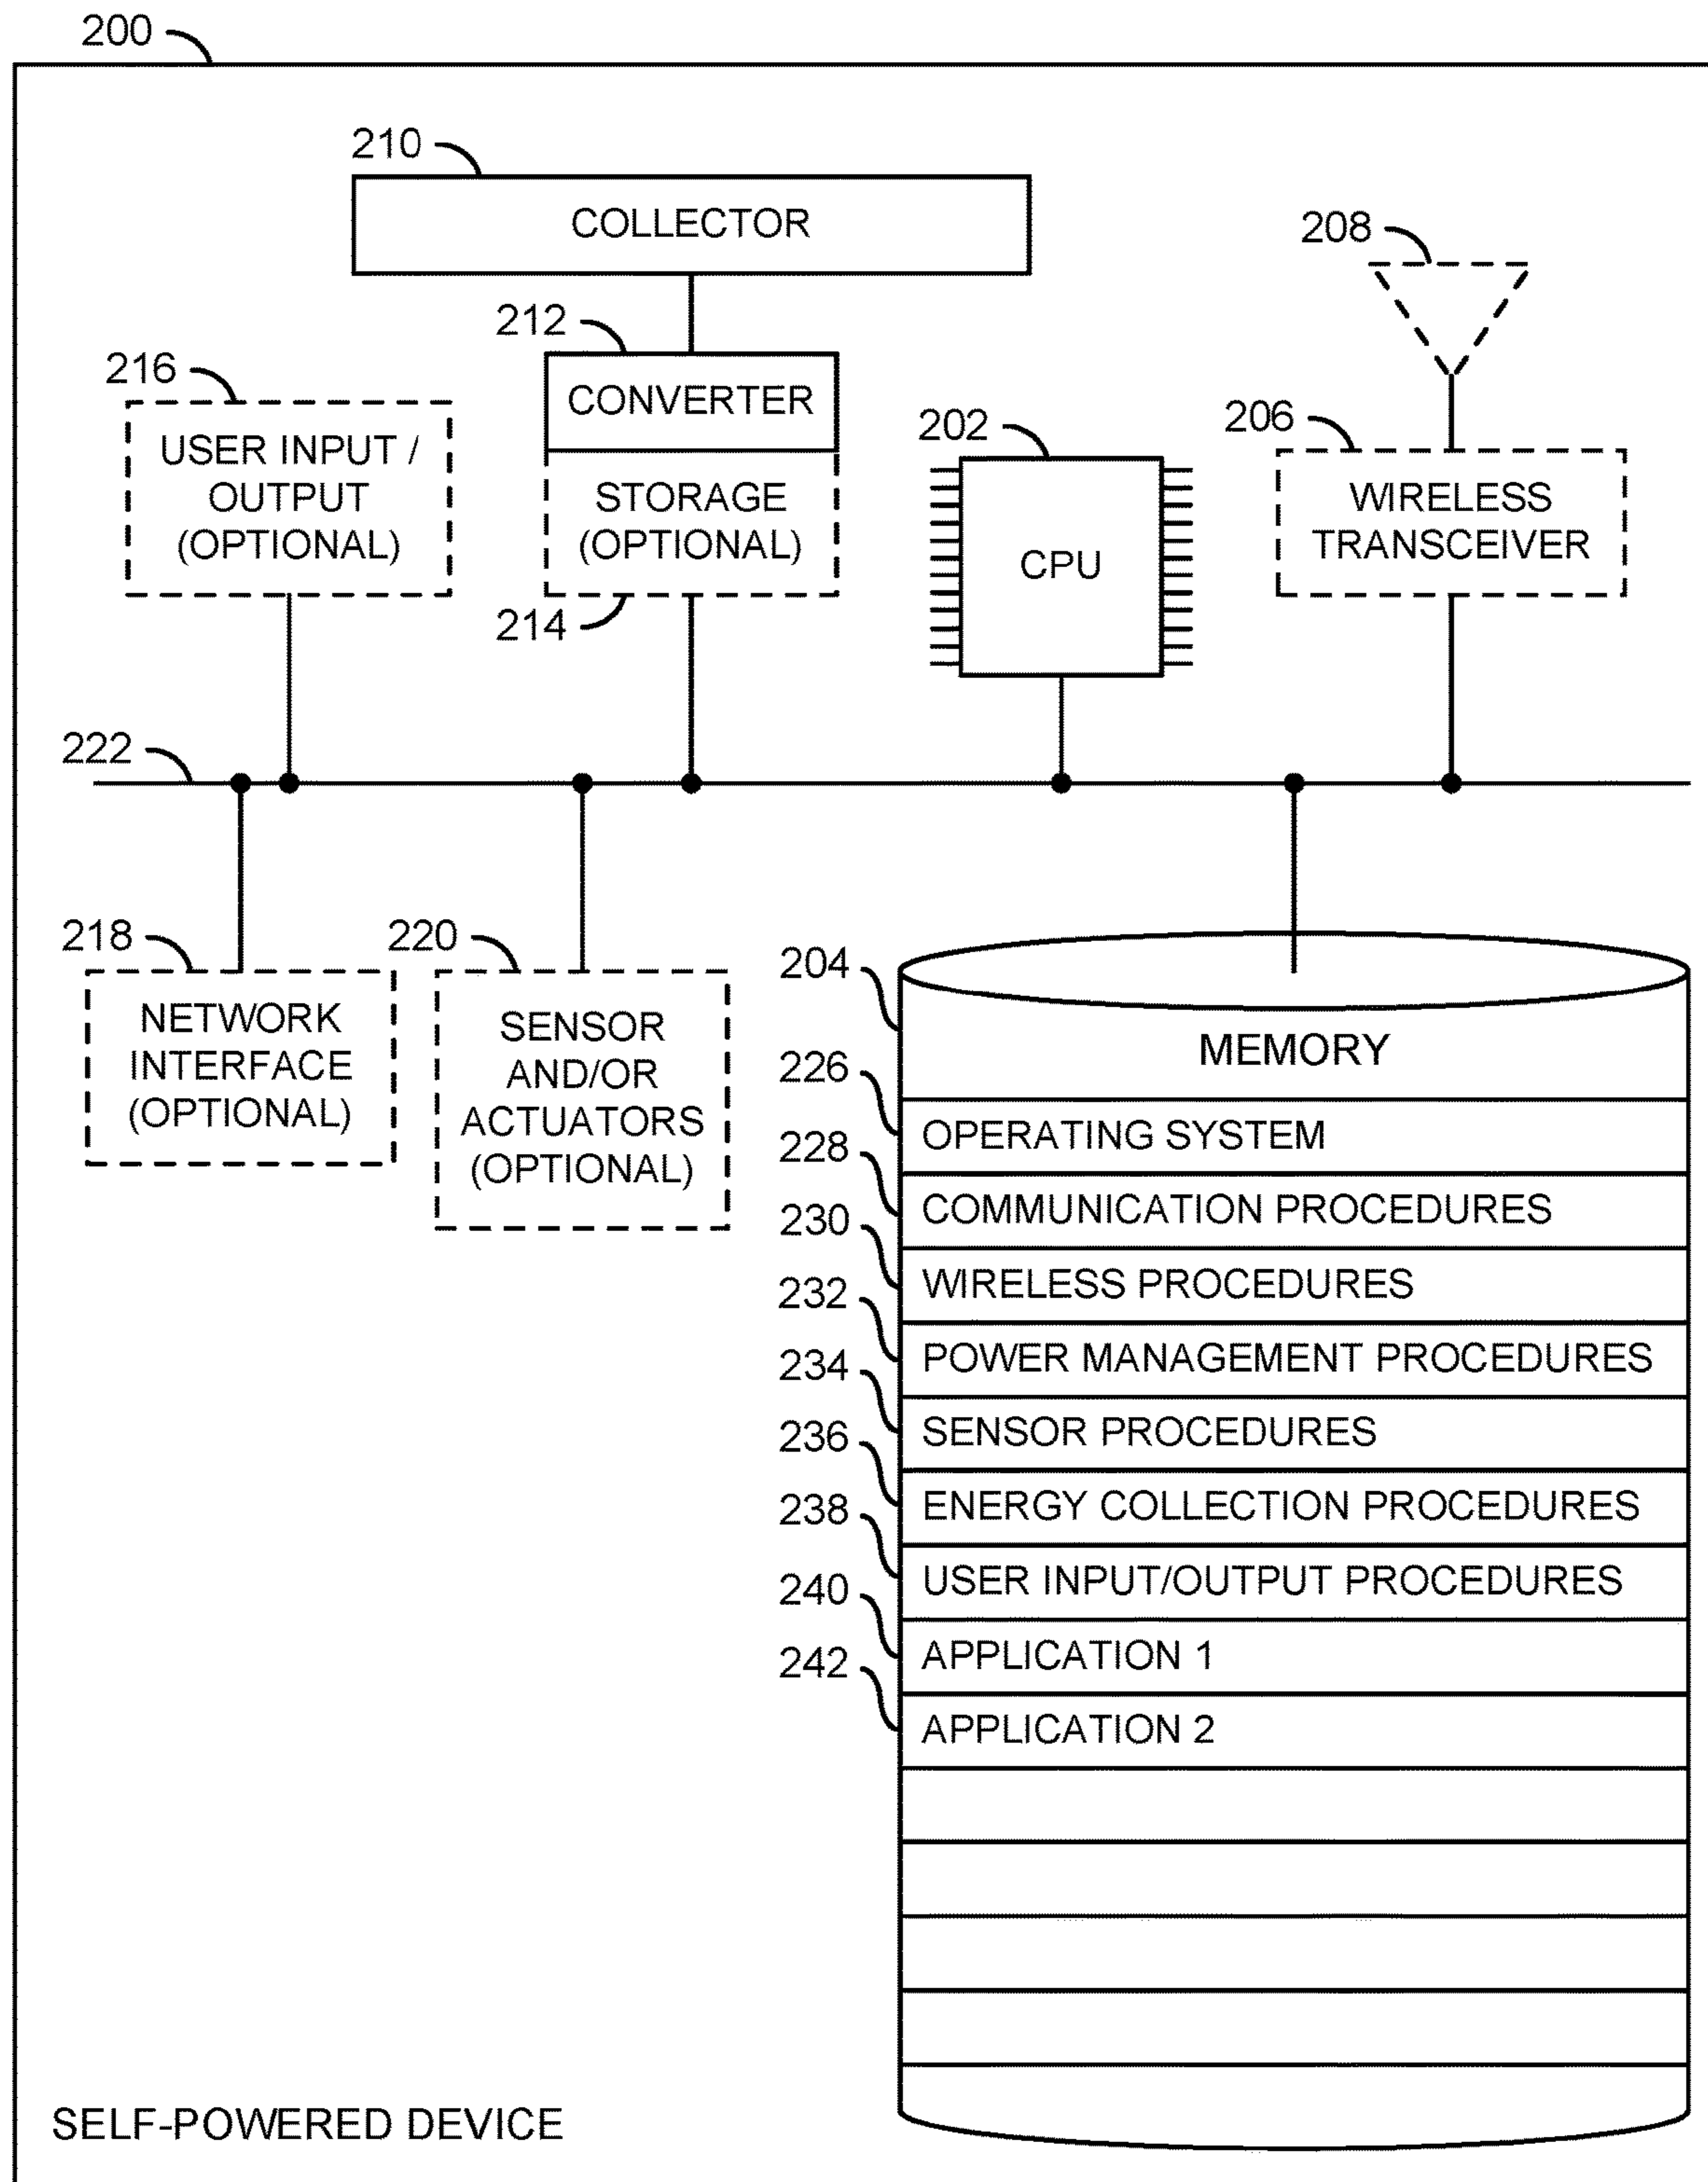 200
210
COLLECTOR
208
212
CONVERTER
216
USER INPUT /
OUTPUT
(OPTIONAL)
STORAGE
(OPTIONAL)
214
202
CPU
206
WIRELESS
TRANSCEIVER
222
218
NETWORK
INTERFACE
(OPTIONAL)
220
SENSOR
AND/OR
ACTUATORS
(OPTIONAL)
204
MEMORY
226
OPERATING SYSTEM
228
COMMUNICATION PROCEDURES
230
WIRELESS PROCEDURES
232
POWER MANAGEMENT PROCEDURES
234
SENSOR PROCEDURES
236
ENERGY COLLECTION PROCEDURES
238
USER INPUT/OUTPUT PROCEDURES
240
APPLICATION 1
242
APPLICATION 2
SELF-POWERED DEVICE